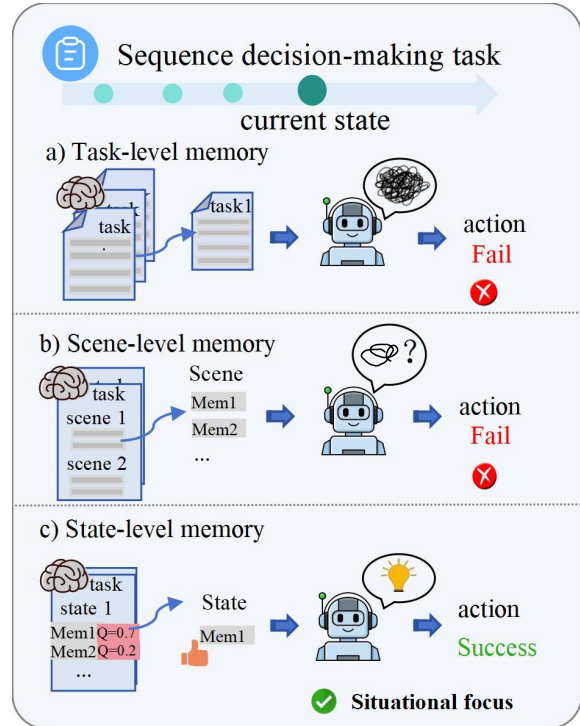 Sequence decision-making task
current state
a) Task-level memory
task
.
task1
action
Fail
b) Scene-level memory
task
scene 1
scene 2
Scene
Mem1
Mem2
...
?
action
Fail
c) State-level memory
task
state 1
Mem1 Q=0.7
Mem2 Q=0.2
...
State
Mem1
action
Success
Situational focus